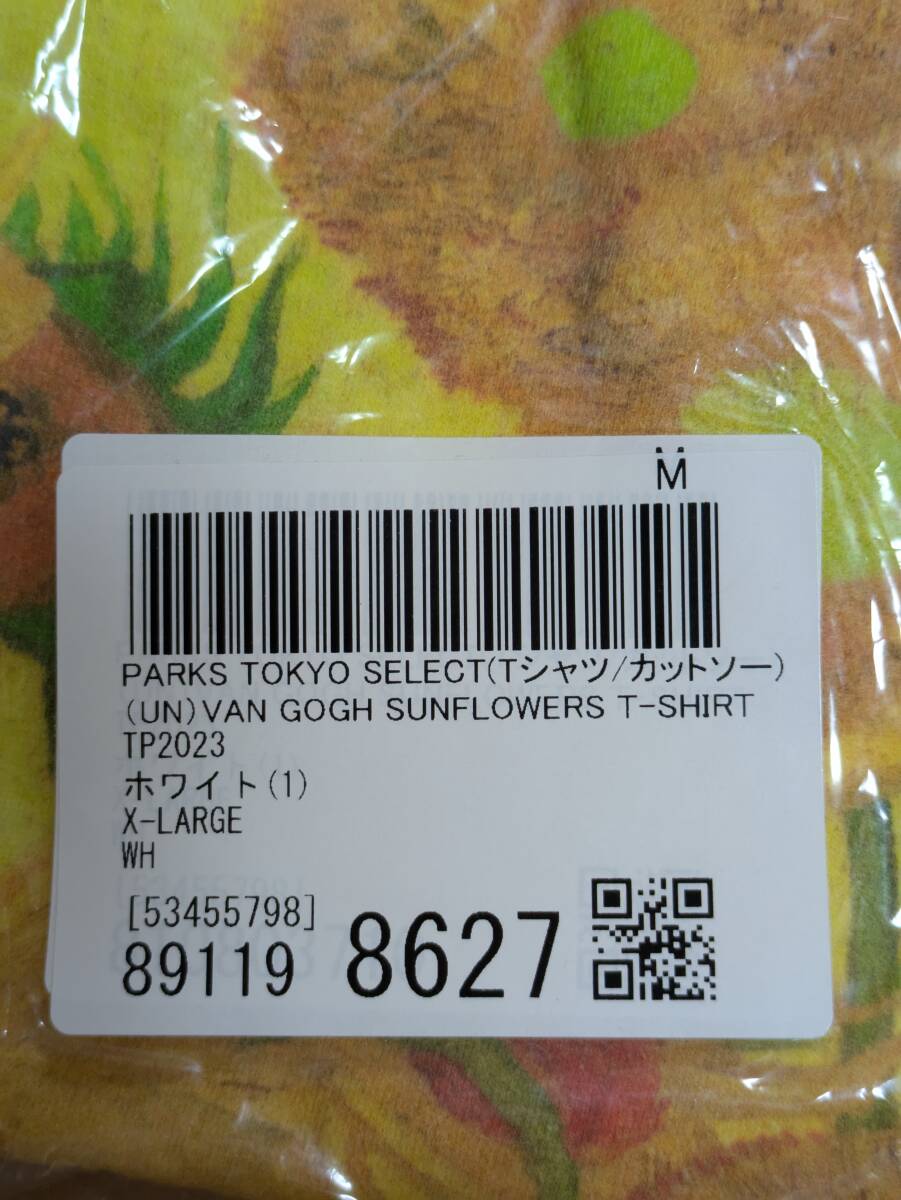 M
PARKS TOKYO SELECT(Tシャツ/カットソー)
(UN)VAN GOGH SUNFLOWERS T-SHIRT
TP2023
ホワイト(1)
X-LARGE
WH
[53455798]
89119 8627